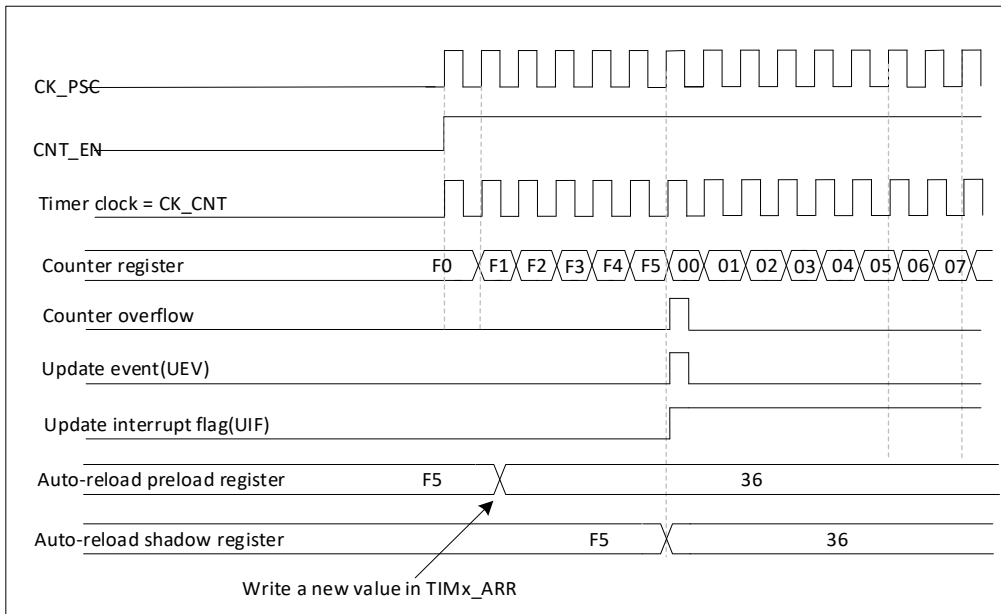 CK_PSC
CNT_EN
Timer clock = CK_CNT
Counter register F0 F1 F2 F3 F4 F5 00 01 02 03 04 05 06 07
Counter overflow
Update event(UEV)
Update interrupt flag(UIF)
Auto-reload preload register F5 36
Auto-reload shadow register F5 36
Write a new value in TIMx_ARR